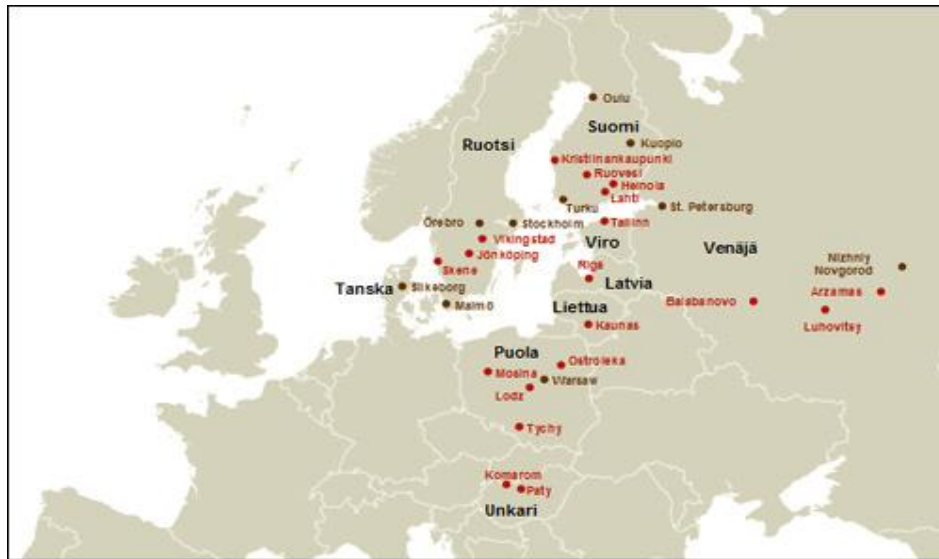 Oulu
Suomi
Ruotsi
Kuopio
Kristiinankaupunki
Ruovesi
Heinola
Lahti
Turku
St. Petersburg
Örebro
Stockholm
Tallinn
Vikingstad
Viro
Venäjä
Jönköping
Skene
Nizhniy
Novgorod
Riga
Latvia
Tanska
Silkeborg
Arzamas
Malmö
Liettua
Balabanovo
Luhovitsy
Kaunas
Puola
Ostroleka
Mosina
Warsaw
Lodz
Tychy
Komarom
Paty
Unkari